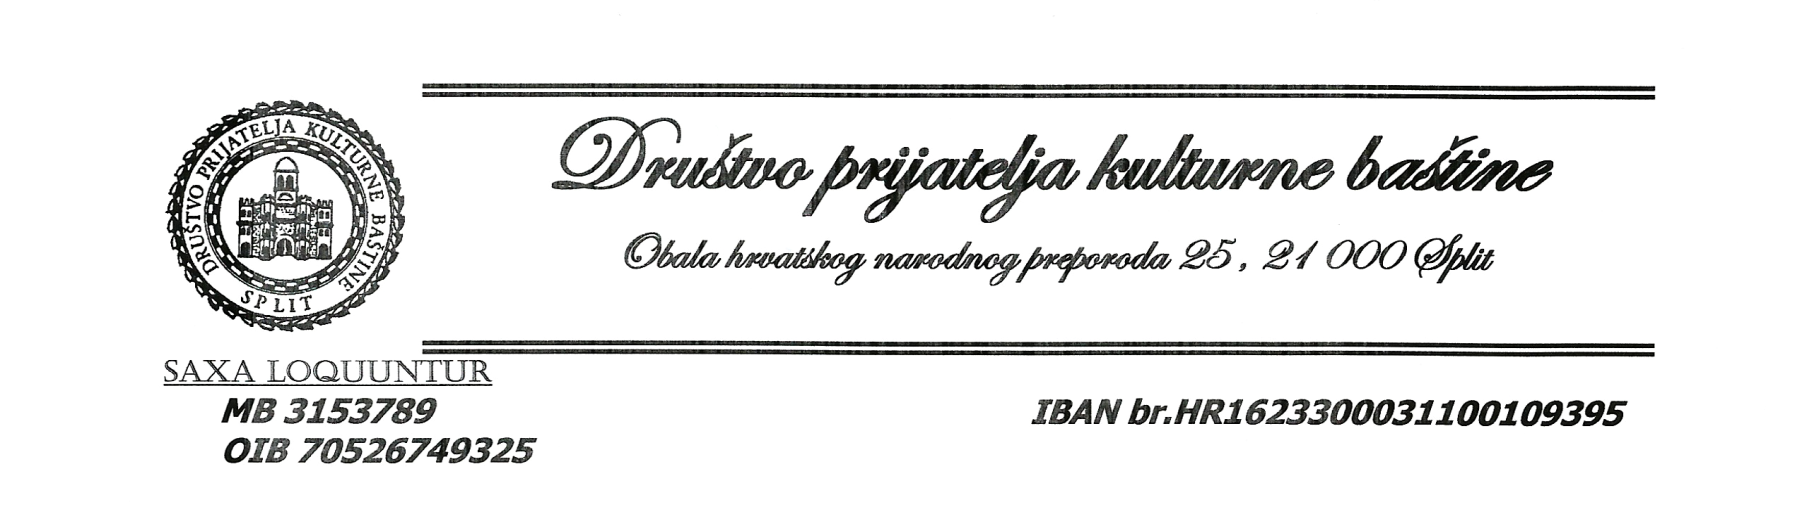 DRUŠTVO PRIJATELJA KULTURNE BAŠTINE
SPLIT
Društvo prijatelja kulturne baštine
Obala hrvatskog narodnog preporoda 25, 21 000 Split
SAXA LOQUUNTUR
MB 3153789
OIB 70526749325
IBAN br.HR1623300031100109395